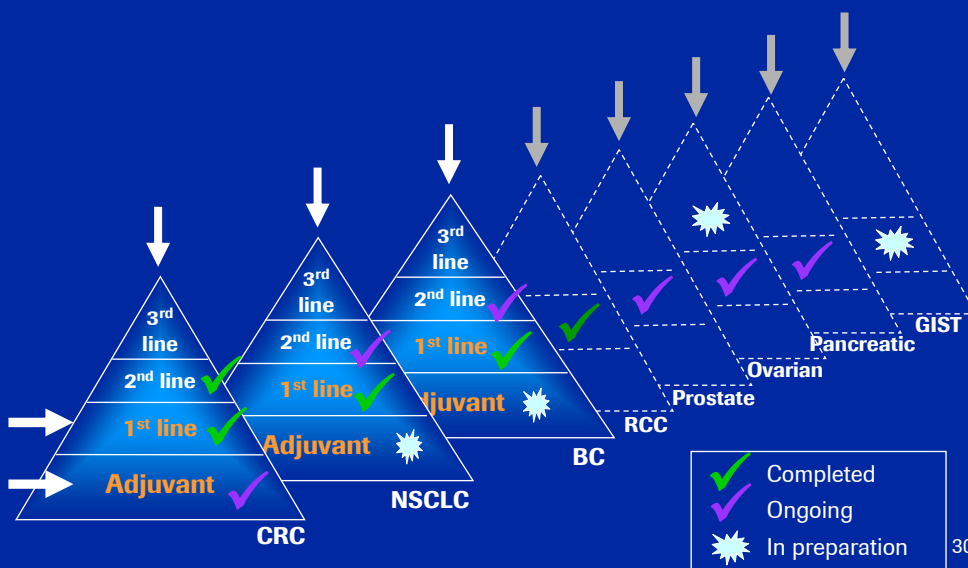 3rd
line
2nd line
1st line
Adjuvant
CRC
3rd
line
2nd line
1st line
Adjuvant
NSCLC
3rd
line
2nd line
1st line
djuvant
BC
RCC
Prostate
Ovarian
Pancreatic
GIST
Completed
Ongoing
In preparation
30